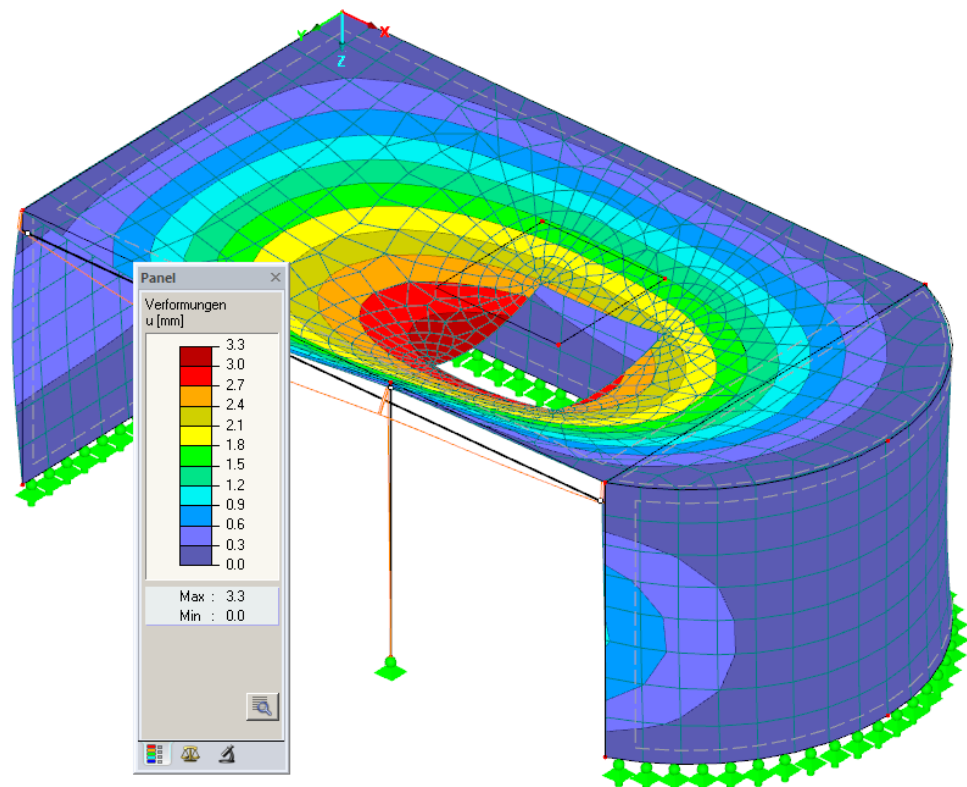 Y
X
Z
Panel
Verformungen
u [mm]
3.3
3.0
2.7
2.4
2.1
1.8
1.5
1.2
0.9
0.6
0.3
0.0
Max : 3.3
Min : 0.0